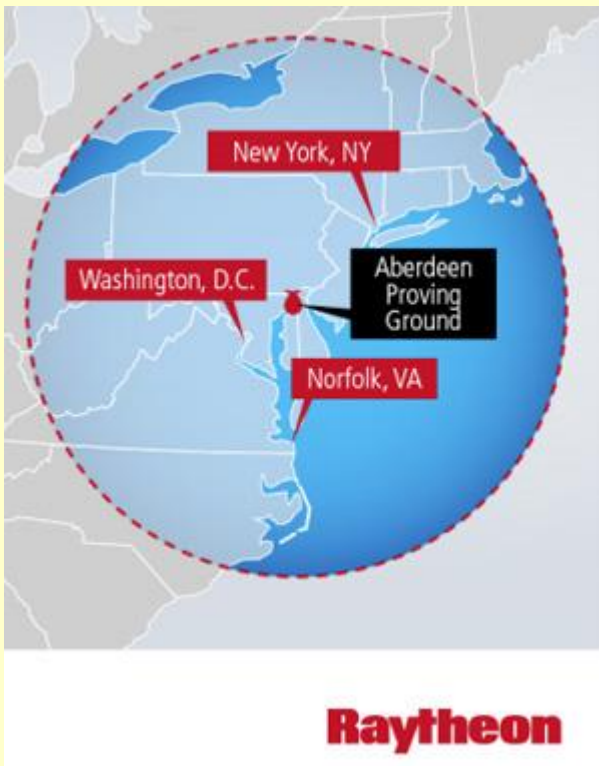 New York, NY
Washington, D.C.
Aberdeen
Proving
Ground
Norfolk, VA
Raytheon